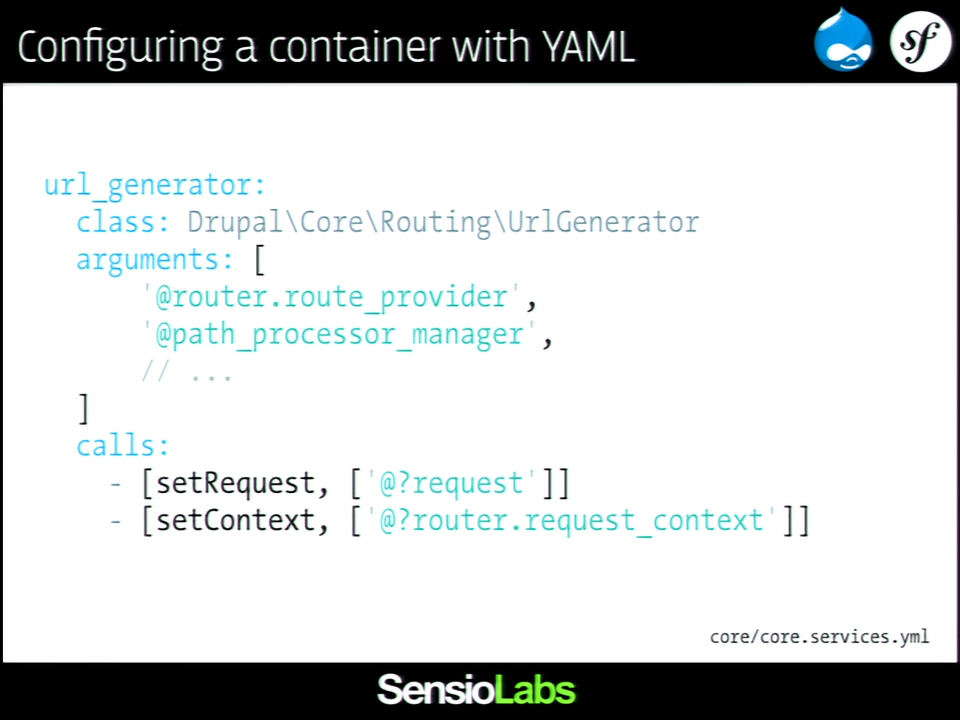 Configuring a container with YAML
sf
url_generator:
  class: Drupal\Core\Routing\UrlGenerator
  arguments: [
      '@router.route_provider',
      '@path_processor_manager',
      // ...
  ]
  calls:
    - [setRequest, ['@?request']]
    - [setContext, ['@?router.request_context']]
core/core.services.yml
SensioLabs